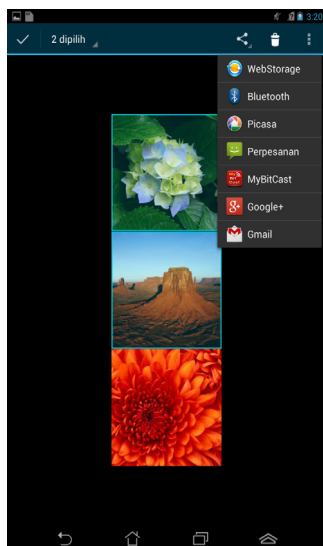 3:20
2 dipilih
WebStorage
Bluetooth
Picasa
Perpesanan
MyBitCast
Google+
Gmail